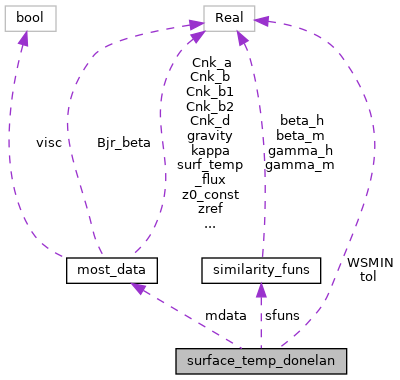 bool
Real
Cnk_a
Cnk_b
Cnk_b1
Cnk_b2
Cnk_d
gravity
kappa
surf_temp
_flux
z0_const
zref
...
beta_h
beta_m
gamma_h
gamma_m
visc
Bjr_beta
most_data
similarity_funs
WSMIN
tol
mdata
sfuns
surface_temp_donelan